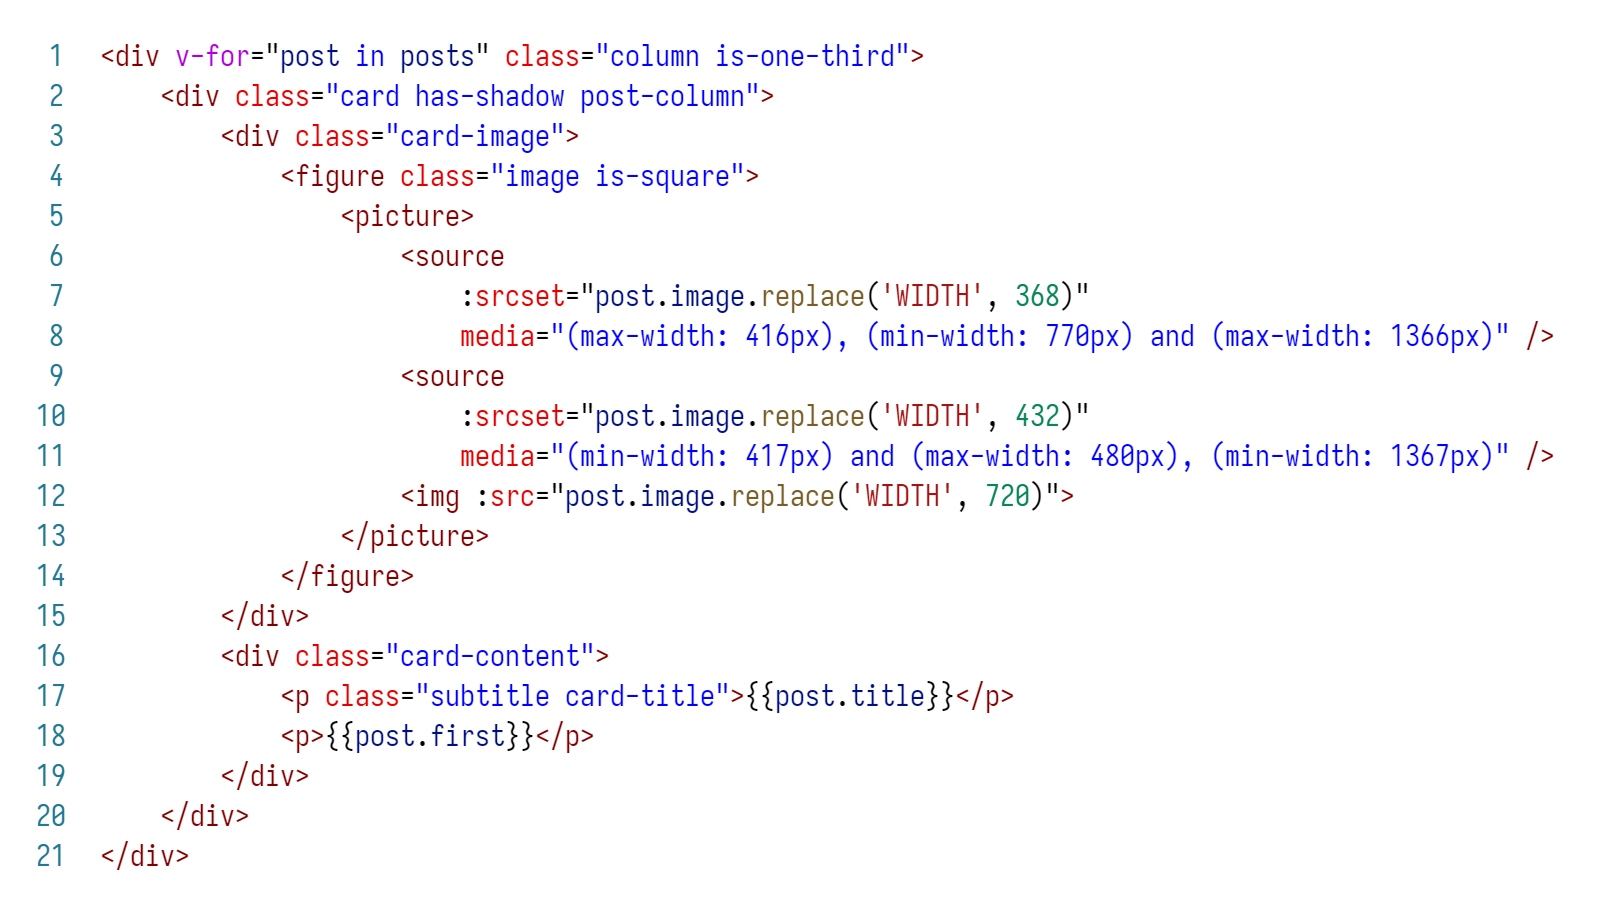 1 <div v-for="post in posts" class="column is-one-third">
2     <div class="card has-shadow post-column">
3         <div class="card-image">
4             <figure class="image is-square">
5                 <picture>
6                     <source
7                         :srcset="post.image.replace('WIDTH', 368)"
8                         media="(max-width: 416px), (min-width: 770px) and (max-width: 1366px)" />
9                     <source
10                         :srcset="post.image.replace('WIDTH', 432)"
11                         media="(min-width: 417px) and (max-width: 480px), (min-width: 1367px)" />
12                     <img :src="post.image.replace('WIDTH', 720)">
13                 </picture>
14             </figure>
15         </div>
16         <div class="card-content">
17             <p class="subtitle card-title">{{post.title}}</p>
18             <p>{{post.first}}</p>
19         </div>
20     </div>
21 </div>